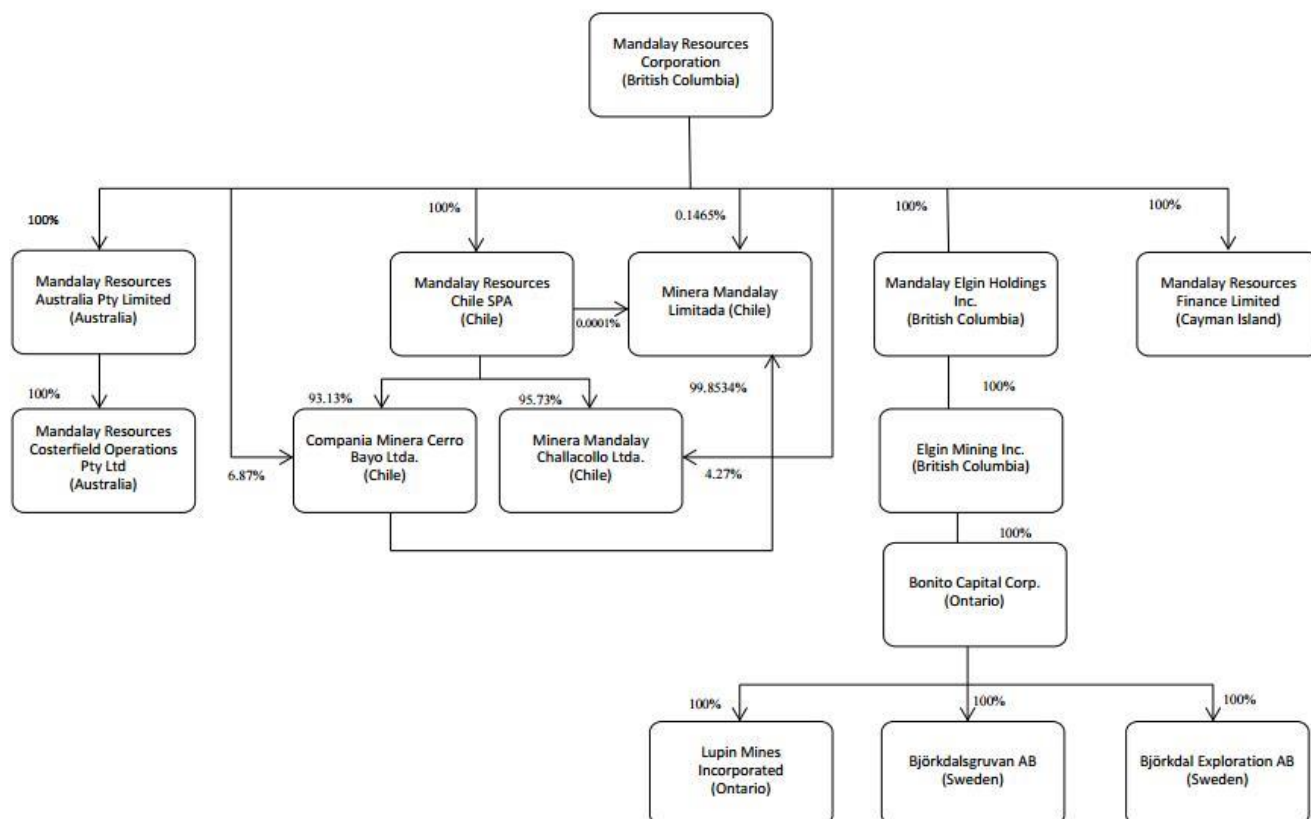 Mandalay Resources
Corporation
(British Columbia)
100%
100%
0.1465%
100%
100%
Mandalay Resources
Australia Pty Limited
(Australia)
Mandalay Resources
Chile SPA
(Chile)
0.0001%
Minera Mandalay
Limitada (Chile)
Mandalay Elgin Holdings
Inc.
(British Columbia)
Mandalay Resources
Finance Limited
(Cayman Island)
100%
93.13%
95.73%
99.8534%
100%
Mandalay Resources
Costerfield Operations
Pty Ltd
(Australia)
6.87%
Compania Minera Cerro
Bayo Ltda.
(Chile)
Minera Mandalay
Challacollo Ltda.
(Chile)
4.27%
Elgin Mining Inc.
(British Columbia)
100%
Bonito Capital Corp.
(Ontario)
100%
100%
100%
Lupin Mines
Incorporated
(Ontario)
Björkdalsgruvan AB
(Sweden)
Björkdal Exploration AB
(Sweden)